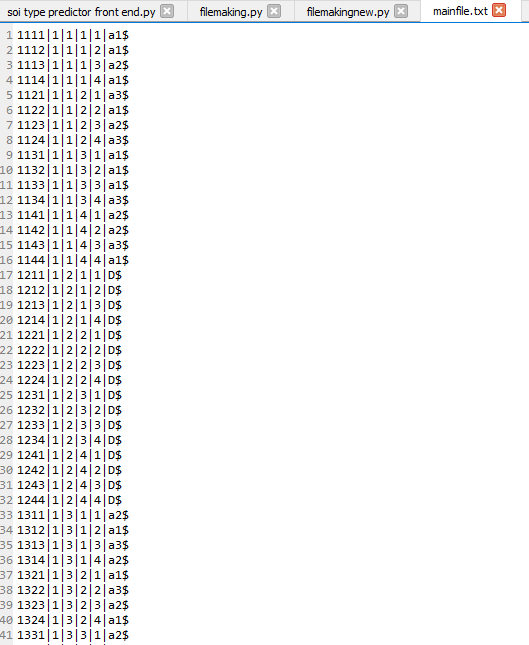 soi type predictor front end.py filemaking.py filemakingnew.py mainfile.txt
1 1111|1|1|1|1|a1$
2 1112|1|1|1|2|a1$
3 1113|1|1|1|3|a2$
4 1114|1|1|1|4|a1$
5 1121|1|1|2|1|a3$
6 1122|1|1|2|2|a1$
7 1123|1|1|2|3|a2$
8 1124|1|1|2|4|a3$
9 1131|1|1|3|1|a1$
10 1132|1|1|3|2|a1$
11 1133|1|1|3|3|a1$
12 1134|1|1|3|4|a3$
13 1141|1|1|4|1|a2$
14 1142|1|1|4|2|a2$
15 1143|1|1|4|3|a3$
16 1144|1|1|4|4|a1$
17 1211|1|2|1|1|D$
18 1212|1|2|1|2|D$
19 1213|1|2|1|3|D$
20 1214|1|2|1|4|D$
21 1221|1|2|2|1|D$
22 1222|1|2|2|2|D$
23 1223|1|2|2|3|D$
24 1224|1|2|2|4|D$
25 1231|1|2|3|1|D$
26 1232|1|2|3|2|D$
27 1233|1|2|3|3|D$
28 1234|1|2|3|4|D$
29 1241|1|2|4|1|D$
30 1242|1|2|4|2|D$
31 1243|1|2|4|3|D$
32 1244|1|2|4|4|D$
33 1311|1|3|1|1|a2$
34 1312|1|3|1|2|a1$
35 1313|1|3|1|3|a3$
36 1314|1|3|1|4|a2$
37 1321|1|3|2|1|a1$
38 1322|1|3|2|2|a3$
39 1323|1|3|2|3|a2$
40 1324|1|3|2|4|a1$
41 1331|1|3|3|1|a2$